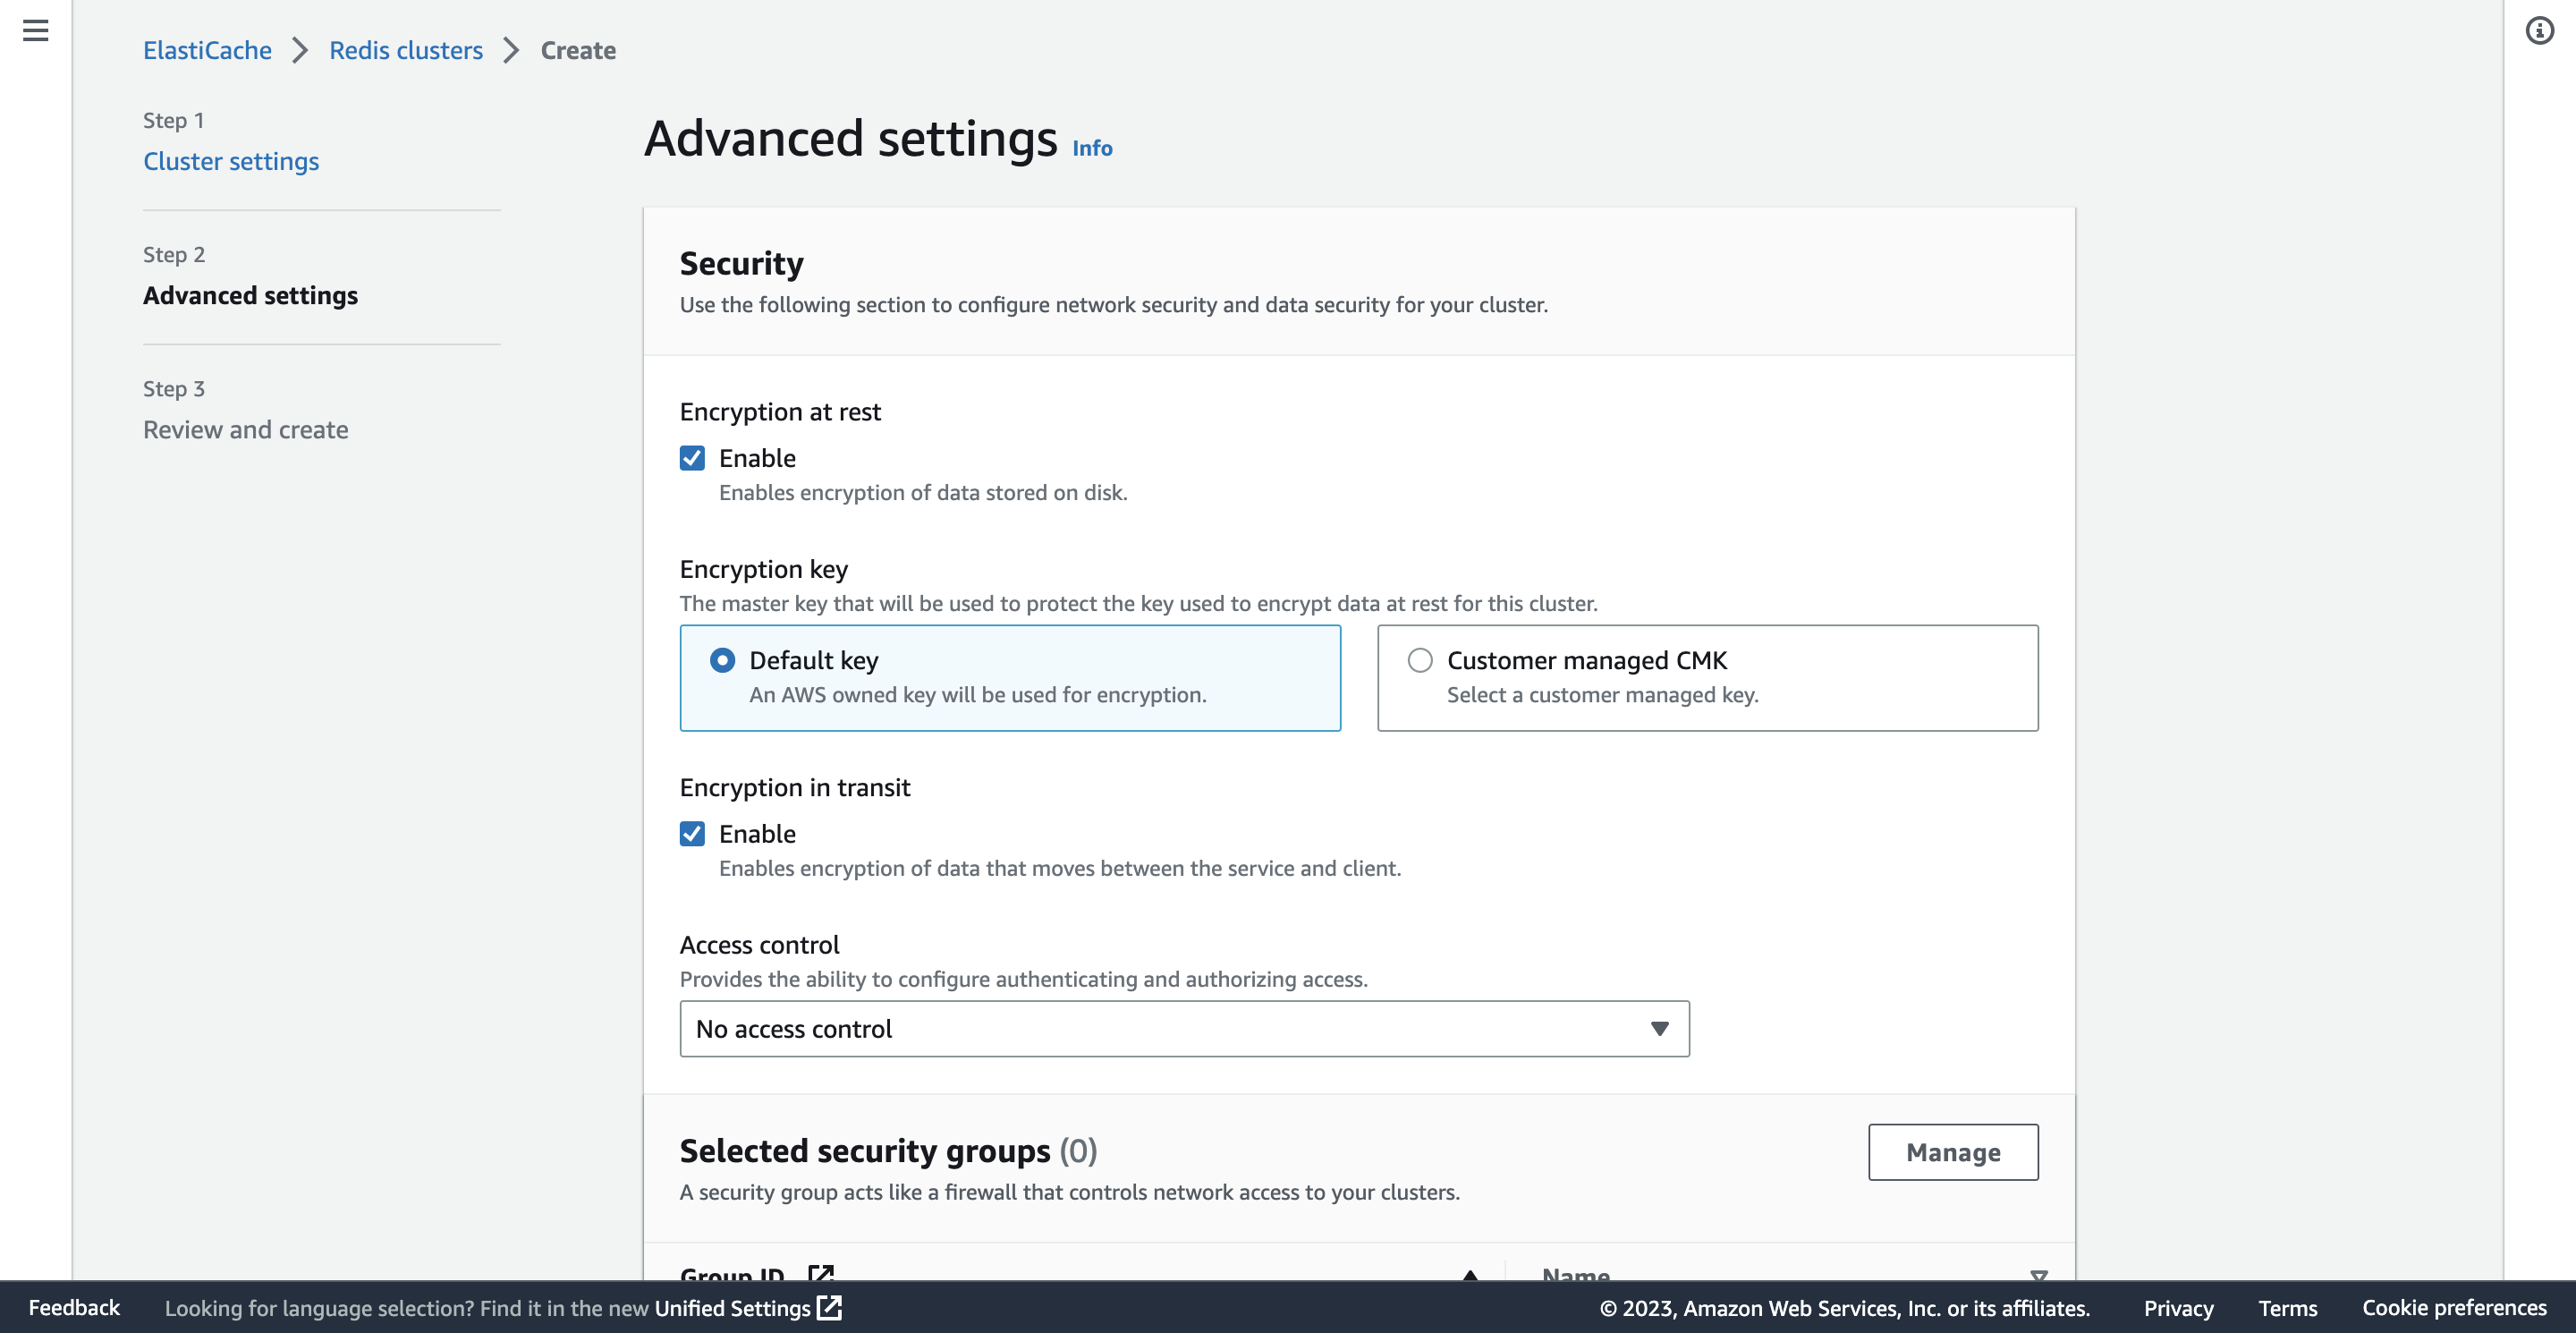 ElastiCache
Redis clusters
Create
Step 1
Cluster settings
Step 2
Advanced settings
Step 3
Review and create
Advanced settings Info
Security
Use the following section to configure network security and data security for your cluster.
Encryption at rest
Enable
Enables encryption of data stored on disk.
Encryption key
The master key that will be used to protect the key used to encrypt data at rest for this cluster.
Default key
An AWS owned key will be used for encryption.
Customer managed CMK
Select a customer managed key.
Encryption in transit
Enable
Enables encryption of data that moves between the service and client.
Access control
Provides the ability to configure authenticating and authorizing access.
No access control
Selected security groups (0)
Manage
A security group acts like a firewall that controls network access to your clusters.
Group ID
Name
Feedback
Looking for language selection? Find it in the new Unified Settings
© 2023, Amazon Web Services, Inc. or its affiliates.
Privacy
Terms
Cookie preferences